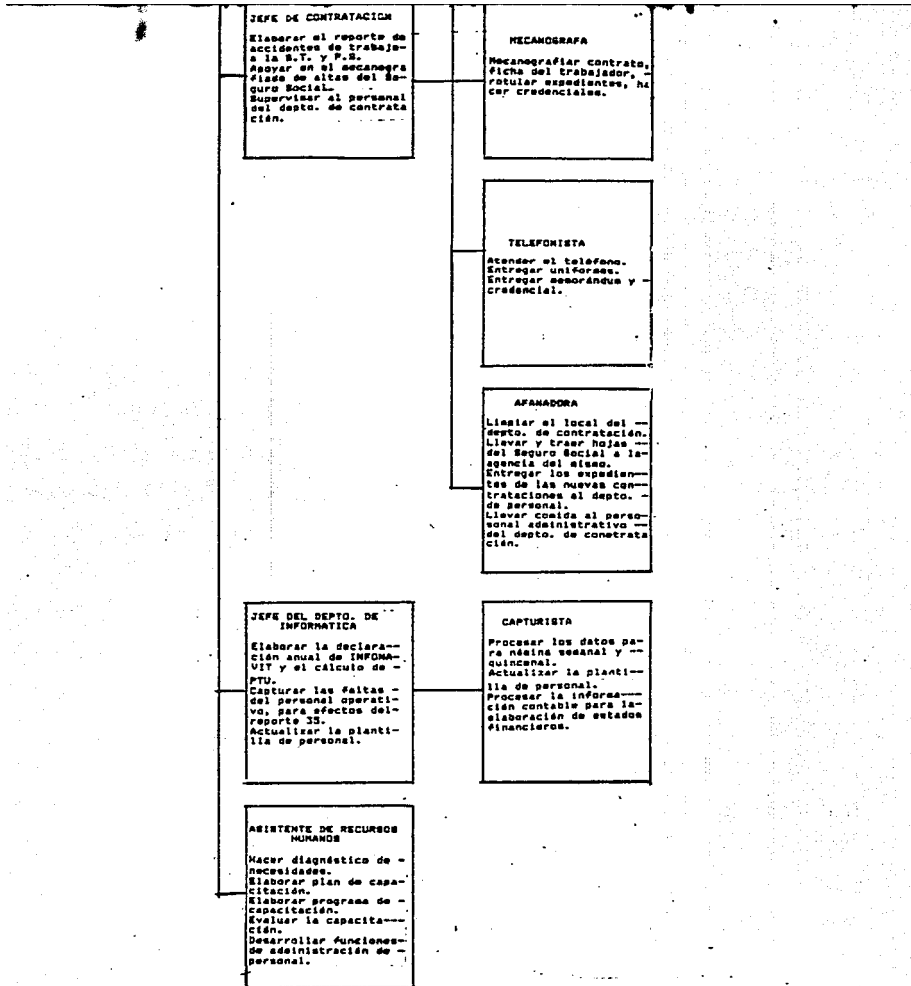 JEFE DE CONTRATACION
Elaborar el reporte de
accidentes de trabajo-
a la S.T. y P.S.
Apoyar en el mecanogra
fiado de altas del Se-
guro Social.
Supervisar al personal
del depto. de contrata
ción.
MECANOGRAFA
Mecanografiar contrato,
ficha del trabajador, -
rotular expedientes, ha
cer credenciales.
TELEFONISTA
Atender el teléfono.
Entregar uniformes.
Entregar memorándum y -
credencial.
AFANADORA
Limpiar el local del --
depto. de contratación.
Llevar y traer hojas --
del Seguro Social a la-
agencia del mismo.
Entregar los expedien--
tes de las nuevas con--
trataciones al depto. -
de personal.
Llevar comida al perso-
sonal administrativo --
del depto. de conetrata
ción.
JEFE DEL DEPTO. DE
INFORMATICA
Elaborar la declara--
ción anual de INFONA-
VIT y el cálculo de -
PTU.
Capturar las faltas -
del personal operati-
vo, para efectos del-
reporte 35.
Actualizar la planti-
lla de personal.
CAPTURISTA
Procesar los datos pa-
ra nómina semanal y --
quincenal.
Actualizar la planti--
lla de personal.
Procesar la informa---
ción contable para la-
elaboración de estados
financieros.
ASISTENTE DE RECURSOS
HUMANOS
Hacer diagnóstico de -
necesidades.
Elaborar plan de capa-
citación.
Elaborar programa de -
capacitación.
Evaluar la capacita---
ción.
Desarrollar funciones-
de administración de -
personal.